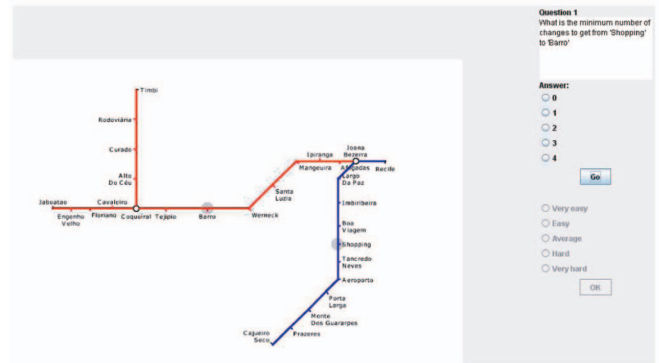 Question 1
What is the minimum number of
changes to get from 'Shopping'
to 'Barro'
Answer:
0
1
2
3
4
Go
Very easy
Easy
Average
Hard
Very hard
OK
Timbi
Rodoviária
Curado
Alto
Do Céu
Jaboatao
Engenho
Velho
Floriano
Cavaleiro
Coqueiral
Tejipio
Barro
Werneck
Santa
Luzia
Mangeuira
Ipiranga
Afogadas
Joana
Bezerra
Recife
Largo
Da Paz
Imbiribeira
Boa
Viagem
Shopping
Tancredo
Neves
Aeroporto
Porta
Larga
Monte
Dos Guararpes
Prazeres
Cajueiro
Seco